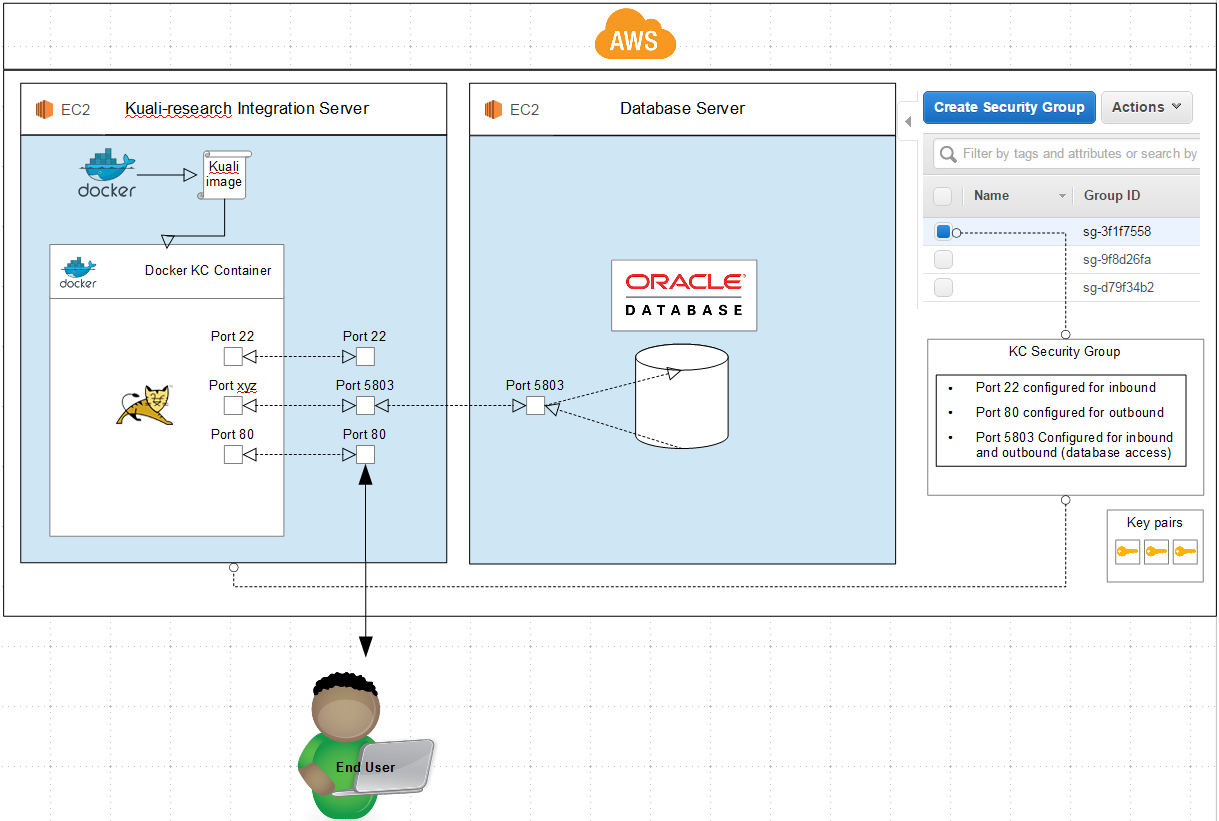 AWS
EC2
Kuali-research Integration Server
docker
Kuali
image
docker
Docker KC Container
Port 22
Port 22
Port xyz
Port 5803
Port 80
Port 80
EC2
Database Server
ORACLE
DATABASE
Port 5803
Create Security Group
Actions
Filter by tags and attributes or search by
Name
Group ID
sg-3f1f7558
sg-9f8d26fa
sg-d79f34b2
KC Security Group
• Port 22 configured for inbound
• Port 80 configured for outbound
• Port 5803 Configured for inbound
and outbound (database access)
Key pairs
End User